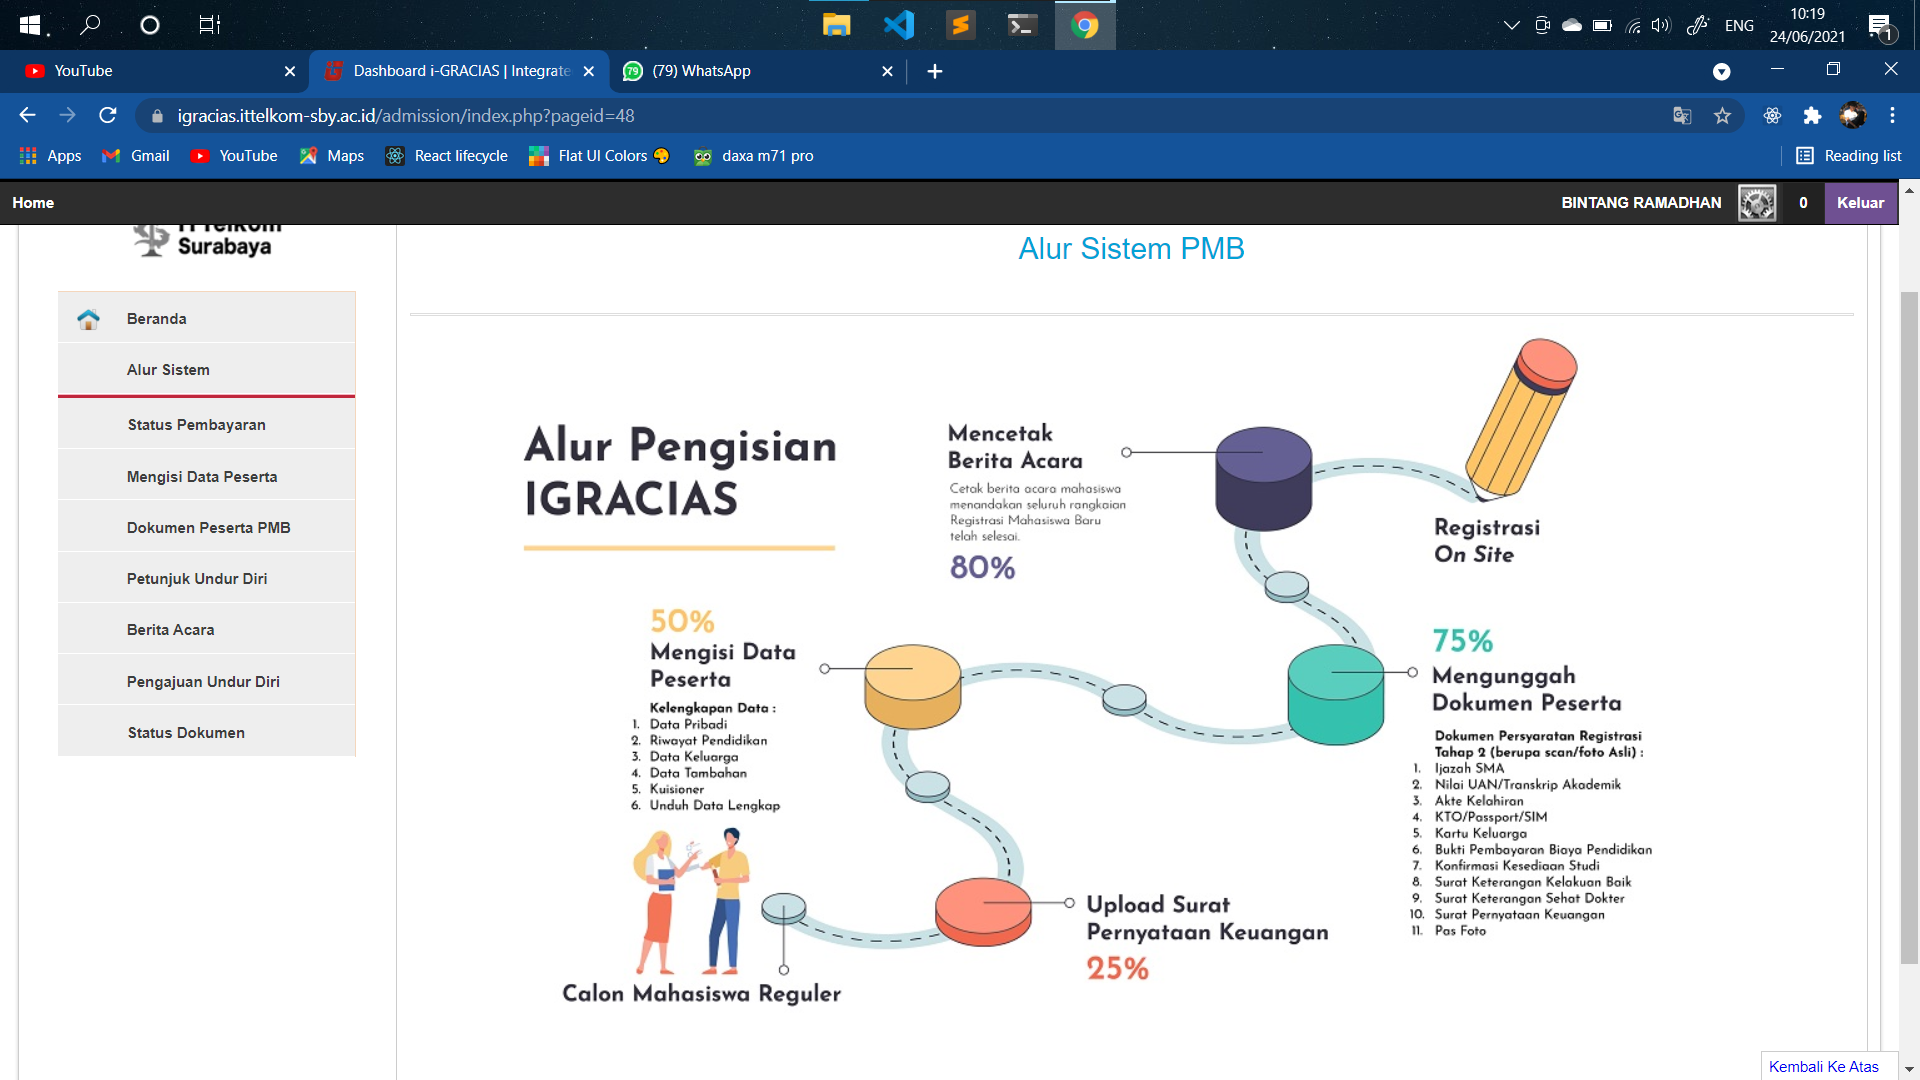 10:19
ENG
24/06/2021
1
YouTube
Dashboard i-GRACIAS | Integrate
79
(79) WhatsApp
igracias.ittelkom-sby.ac.id/admission/index.php?pageid=48
Apps
Gmail
YouTube
Maps
React lifecycle
Flat UI Colors
daxa m71 pro
Reading list
Home
BINTANG RAMADHAN
0
Keluar
IT Telkom
Surabaya
Beranda
Alur Sistem
Status Pembayaran
Mengisi Data Peserta
Dokumen Peserta PMB
Petunjuk Undur Diri
Berita Acara
Pengajuan Undur Diri
Status Dokumen
Alur Sistem PMB
Alur Pengisian
IGRACIAS
Mencetak
Berita Acara
Cetak berita acara mahasiswa
menandakan seluruh rangkaian
Registrasi Mahasiswa Baru
telah selesai.
80%
Registrasi
On Site
50%
Mengisi Data
Peserta
Kelengkapan Data :
1. Data Pribadi
2. Riwayat Pendidikan
3. Data Keluarga
4. Data Tambahan
5. Kuisioner
6. Unduh Data Lengkap
75%
Mengunggah
Dokumen Peserta
Dokumen Persyaratan Registrasi
Tahap 2 (berupa scan/foto Asli) :
1. Ijazah SMA
2. Nilai UAN/Transkrip Akademik
3. Akte Kelahiran
4. KTO/Passport/SIM
5. Kartu Keluarga
6. Bukti Pembayaran Biaya Pendidikan
7. Konfirmasi Kesediaan Studi
8. Surat Keterangan Kelakuan Baik
9. Surat Keterangan Sehat Dokter
10. Surat Pernyataan Keuangan
11. Pas Foto
Upload Surat
Pernyataan Keuangan
25%
Calon Mahasiswa Reguler
Kembali Ke Atas